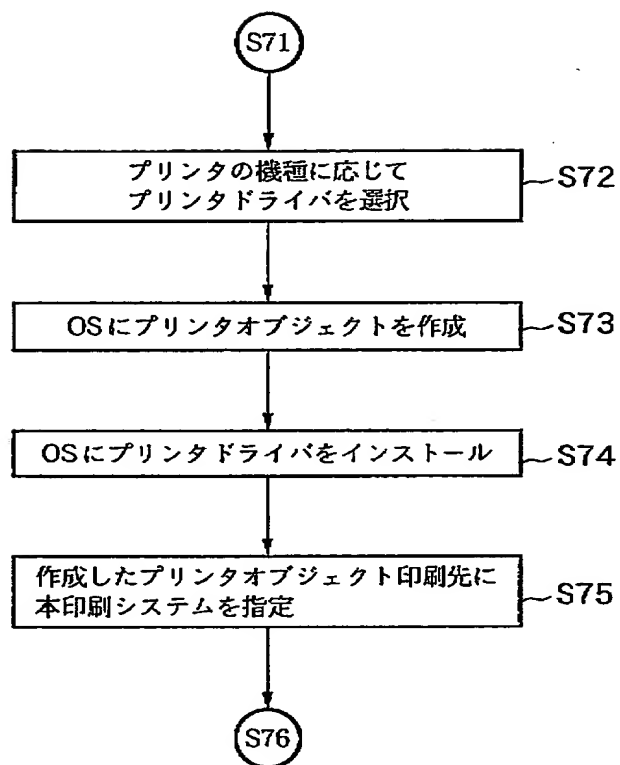 S71
プリンタの機種に応じて
プリンタドライバを選択
S72
OSにプリンタオブジェクトを作成
S73
OSにプリンタドライバをインストール
S74
作成したプリンタオブジェクト印刷先に
本印刷システムを指定
S75
S76